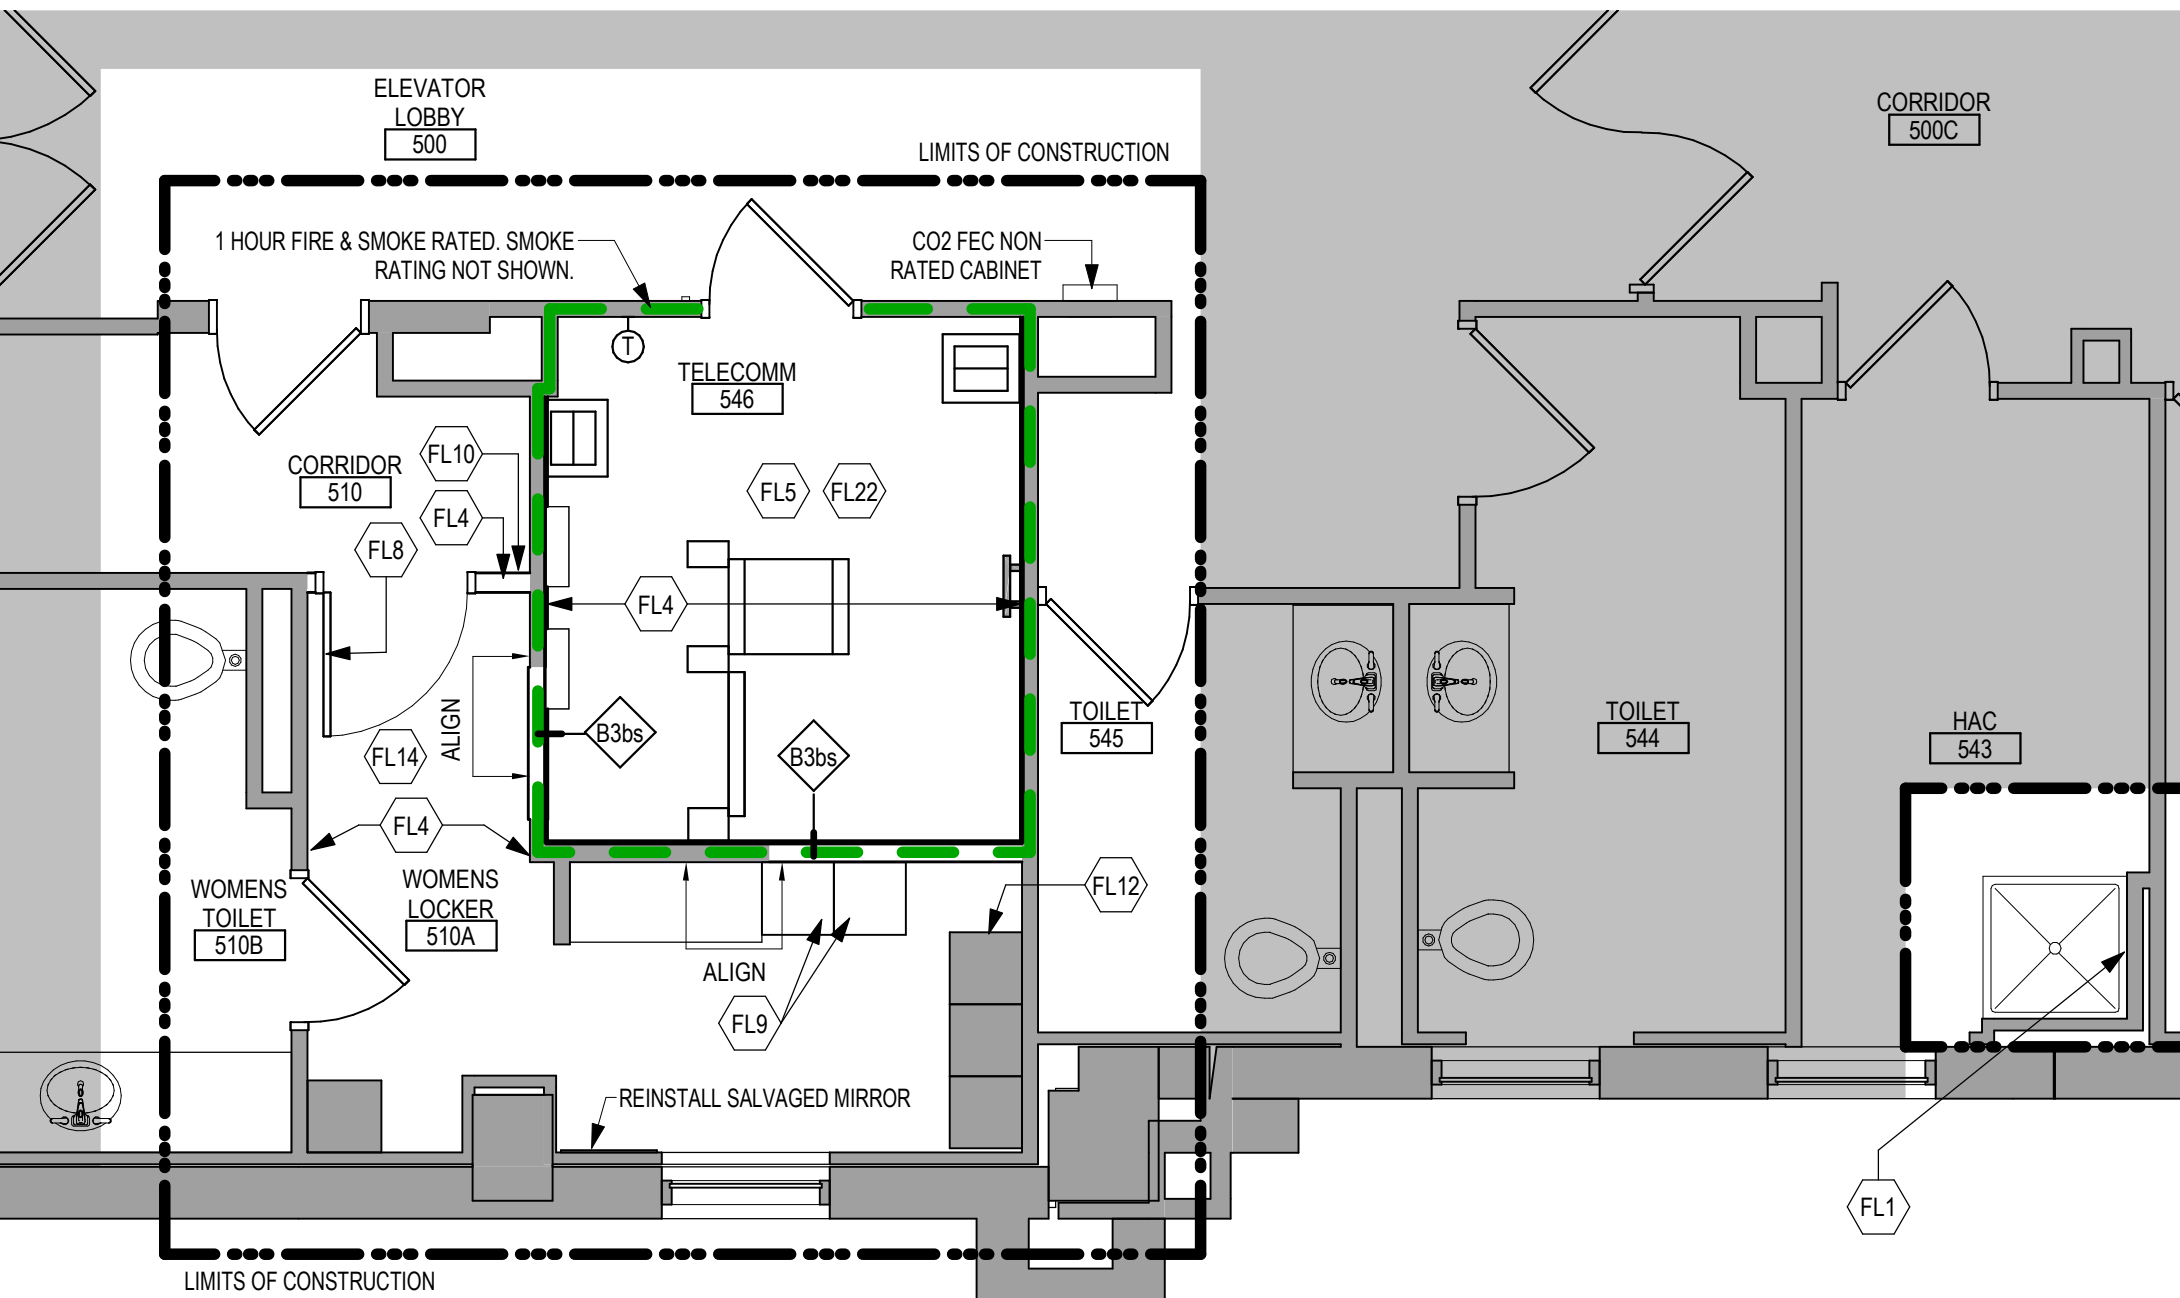 ELEVATOR
LOBBY
500
CORRIDOR
500C
LIMITS OF CONSTRUCTION
1 HOUR FIRE & SMOKE RATED. SMOKE
RATING NOT SHOWN.
CO2 FEC NON
RATED CABINET
T
TELECOMM
546
CORRIDOR
510
FL10
FL4
FL8
FL5
FL22
FL4
ALIGN
B3bs
B3bs
FL14
FL4
TOILET
545
TOILET
544
HAC
543
WOMENS
TOILET
510B
WOMENS
LOCKER
510A
FL12
ALIGN
FL9
REINSTALL SALVAGED MIRROR
FL1
LIMITS OF CONSTRUCTION